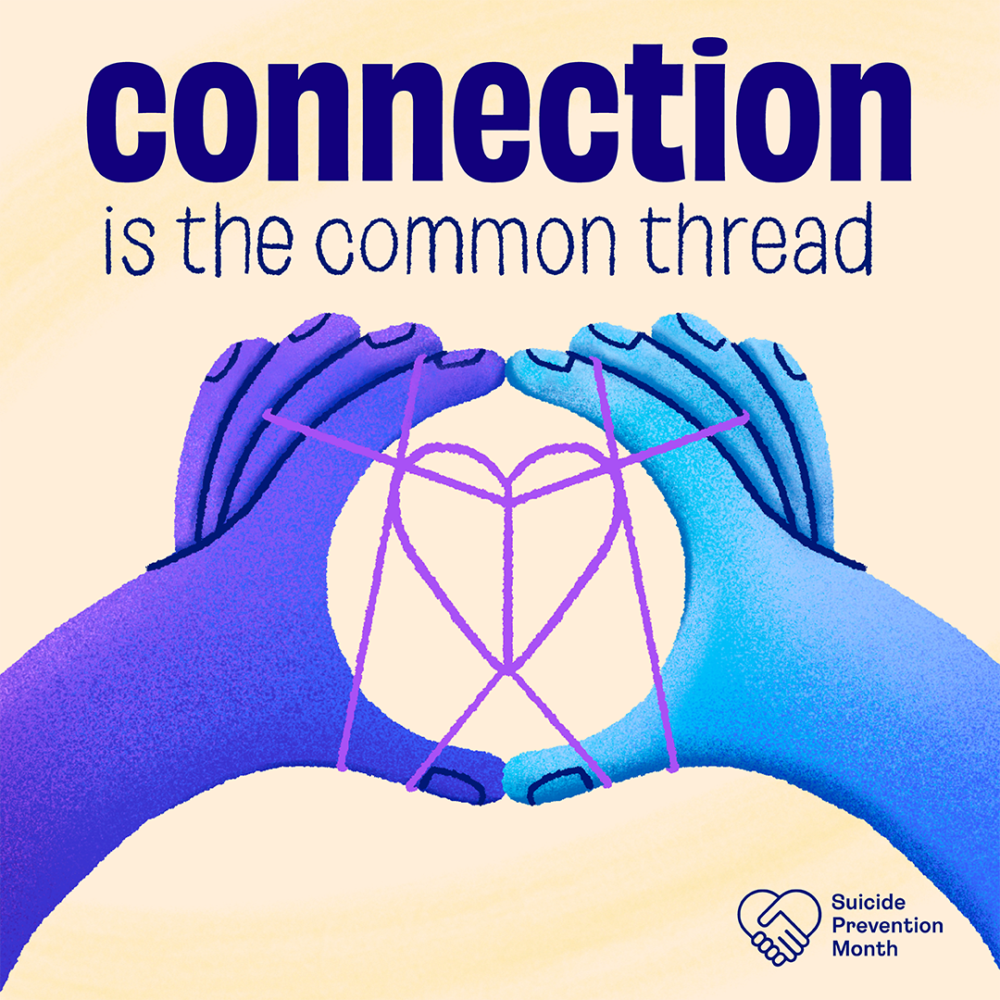 connection
is the common thread
Suicide
Prevention
Month